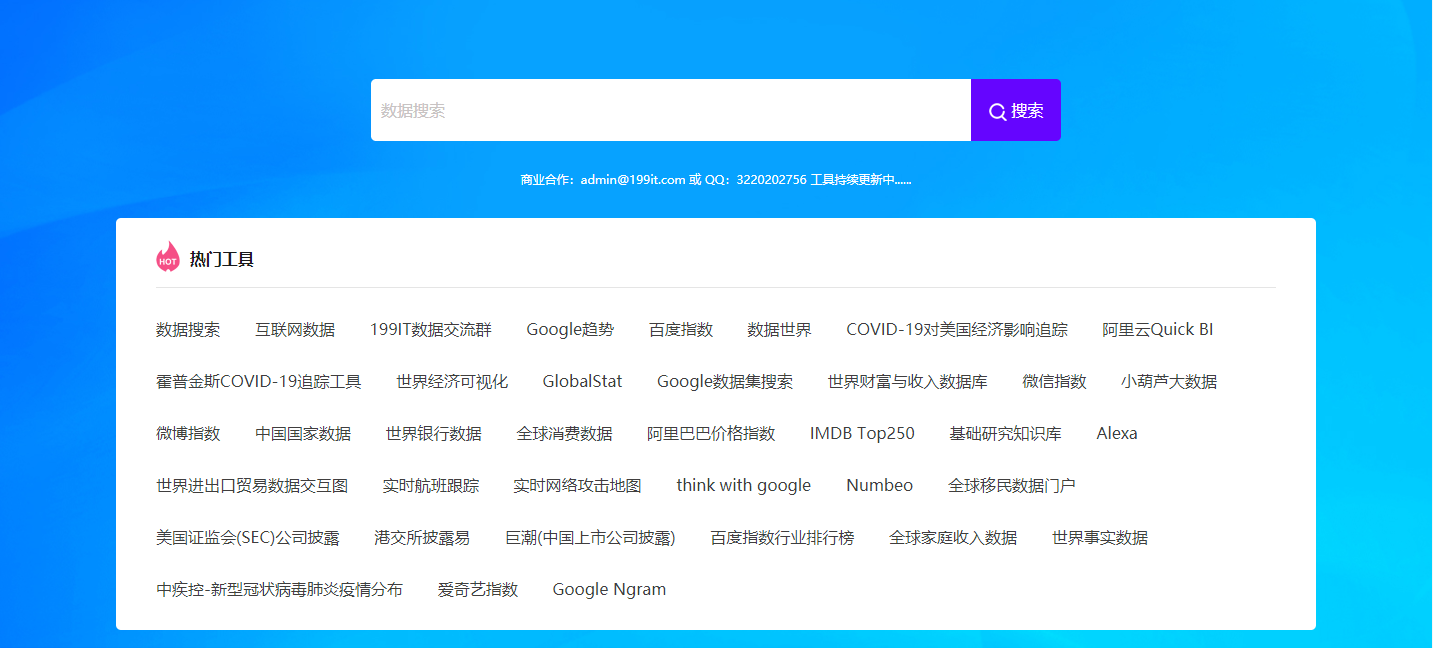 数据搜索 搜索
商业合作：admin@199it.com 或 QQ：3220202756 工具持续更新中......
HOT 热门工具
数据搜索 互联网数据 199IT数据交流群 Google趋势 百度指数 数据世界 COVID-19对美国经济影响追踪 阿里云Quick BI
霍普金斯COVID-19追踪工具 世界经济可视化 GlobalStat Google数据集搜索 世界财富与收入数据库 微信指数 小葫芦大数据
微博指数 中国国家数据 世界银行数据 全球消费数据 阿里巴巴价格指数 IMDB Top250 基础研究知识库 Alexa
世界进出口贸易数据交互图 实时航班跟踪 实时网络攻击地图 think with google Numbeo 全球移民数据门户
美国证监会(SEC)公司披露 港交所披露易 巨潮(中国上市公司披露) 百度指数行业排行榜 全球家庭收入数据 世界事实数据
中疾控-新型冠状病毒肺炎疫情分布 爱奇艺指数 Google Ngram